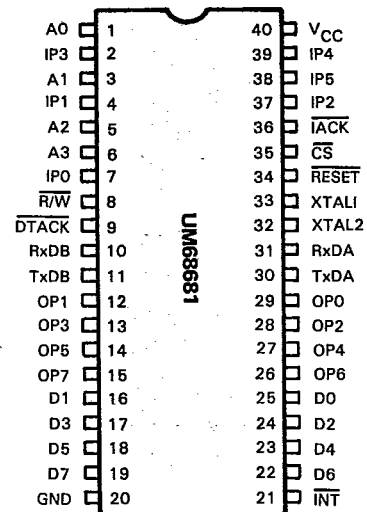 A0 1 40 VCC
IP3 2 39 IP4
A1 3 38 IP5
IP1 4 37 IP2
A2 5 36 IACK
A3 6 35 CS
IP0 7 34 RESET
R/W 8 33 XTALI
DTACK 9 32 XTAL2
RxDB 10 31 RxDA
TxDB 11 30 TxDA
OP1 12 29 OP0
OP3 13 28 OP2
OP5 14 27 OP4
OP7 15 26 OP6
D1 16 25 D0
D3 17 24 D2
D5 18 23 D4
D7 19 22 D6
GND 20 21 INT
UM68681